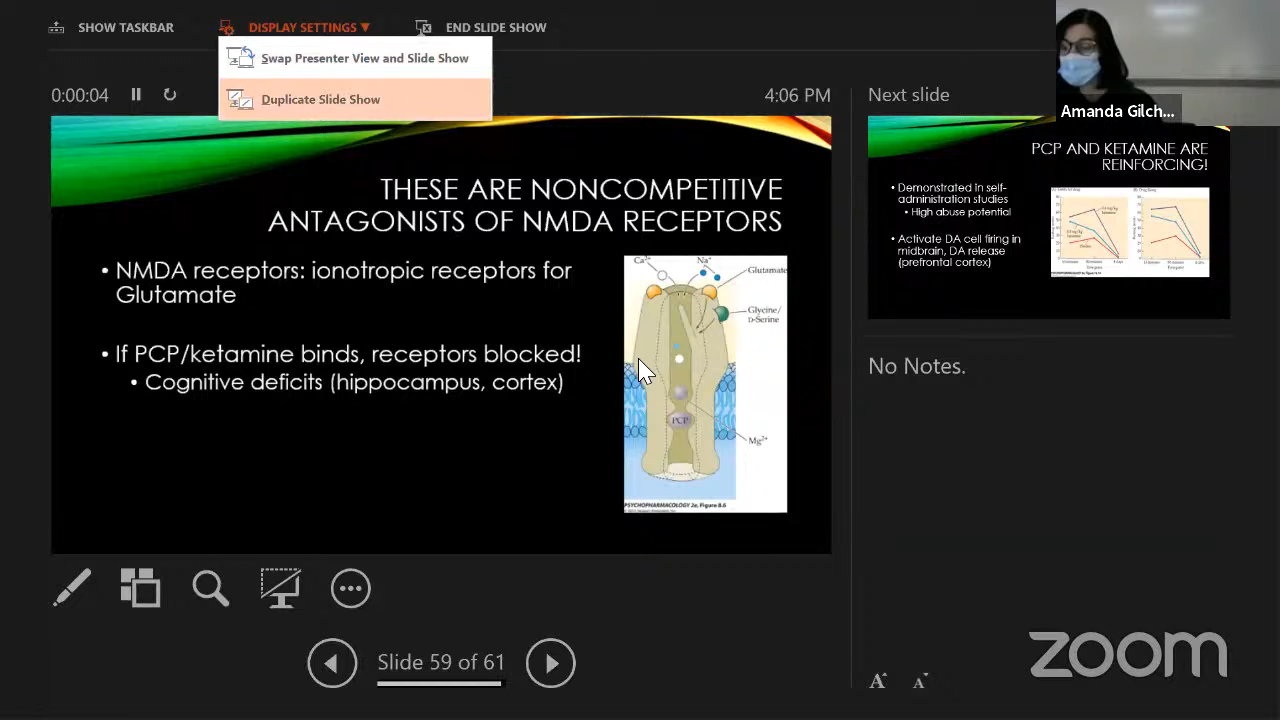 SHOW TASKBAR
DISPLAY SETTINGS ▼
END SLIDE SHOW
Swap Presenter View and Slide Show
Duplicate Slide Show
0:00:04
4:06 PM
Next slide
Amanda Gilch...
THESE ARE NONCOMPETITIVE
ANTAGONISTS OF NMDA RECEPTORS
• NMDA receptors: ionotropic receptors for
Glutamate
• If PCP/ketamine binds, receptors blocked!
• Cognitive deficits (hippocampus, cortex)
Ca²⁺
Na⁺
Glutamate
Glycine/
D-Serine
PCP
Mg²⁺
PSYCHOPHARMACOLOGY 2e, Figure 8.6
PCP AND KETAMINE ARE
REINFORCING!
• Demonstrated in self-
administration studies
• High abuse potential
• Activate DA cell firing in
midbrain, DA release
(prefrontal cortex)
No Notes.
Slide 59 of 61
A A
zoom